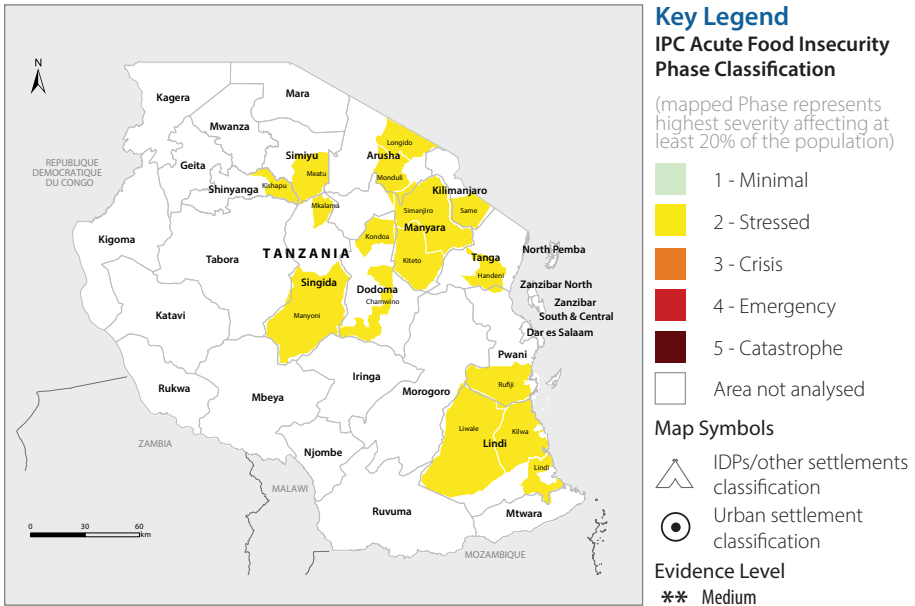 N
Kagera
Mara
Mwanza
Geita
Simiyu
Meatu
Shinyanga
Kishapu
Mkalama
Arusha
Longido
Monduli
Kilimanjaro
Same
Simanjiro
Manyara
Kiteto
REPUBLIQUE
DEMOCRATIQUE
DU CONGO
Kigoma
Tabora
TANZANIA
Kondoa
Singida
Manyoni
Dodoma
Chamwino
Tanga
Handeni
North Pemba
Zanzibar North
Zanzibar
South & Central
Dar es Salaam
Katavi
Rukwa
Mbeya
Iringa
Morogoro
Pwani
Rufiji
Liwale
Kilwa
Lindi
Lindi
Njombe
Ruvuma
Mtwara
ZAMBIA
MALAWI
MOZAMBIQUE
0 30 60
km
Key Legend
IPC Acute Food Insecurity
Phase Classification
(mapped Phase represents
highest severity affecting at
least 20% of the population)
1 - Minimal
2 - Stressed
3 - Crisis
4 - Emergency
5 - Catastrophe
Area not analysed
Map Symbols
IDPs/other settlements
classification
Urban settlement
classification
Evidence Level
** Medium